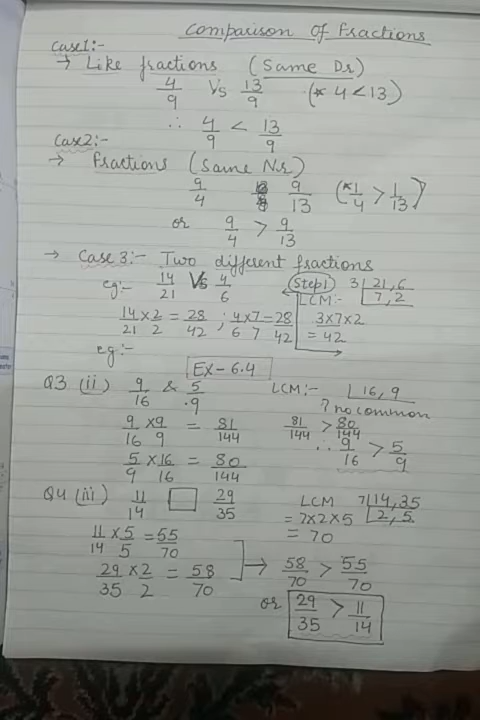 Comparison Of Fractions
Case1:-
→ Like fractions (Same Dr)
4/9 Vs 13/9 (∵ 4 < 13)
∴ 4/9 < 13/9
Case2:-
→ fractions (Same Nr)
9/4 9/13 (∵ 1/4 > 1/13)
or 9/4 > 9/13
→ Case 3:- Two different fractions
eg:- 14/21 Vs 4/6 Step1 3 | 21, 6
LCM:- 7, 2
14/21 × 2/2 = 28/42 ; 4/6 × 7/7 = 28/42 3×7×2
= 42
eg:-
Ex-6.4
Q3 (ii) 9/16 & 5/9 LCM:- 16, 9
? no common
9/16 × 9/9 = 81/144 81/144 > 80/144
∴ 9/16 > 5/9
5/9 × 16/16 = 80/144
Q4 (iii) 11/14 □ 29/35 LCM 7 | 14, 35
= 7×2×5 2, 5
= 70
11/14 × 5/5 = 55/70
29/35 × 2/2 = 58/70 → 58/70 > 55/70
or 29/35 > 11/14